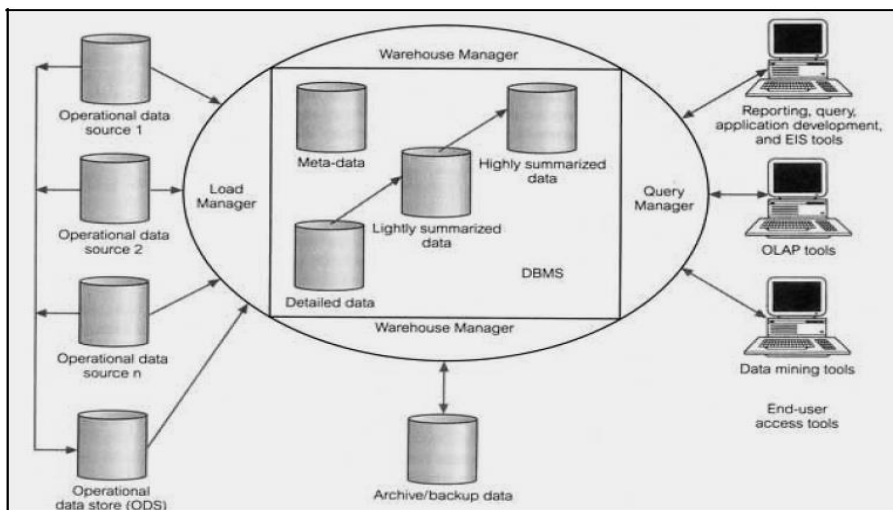 Warehouse Manager
Operational data
source 1
Operational data
source 2
Operational data
source n
Operational
data store (ODS)
Load
Manager
Meta-data
Highly summarized
data
Lightly summarized
data
Detailed data
DBMS
Warehouse Manager
Query
Manager
Archive/backup data
Reporting, query,
application development,
and EIS tools
OLAP tools
Data mining tools
End-user
access tools